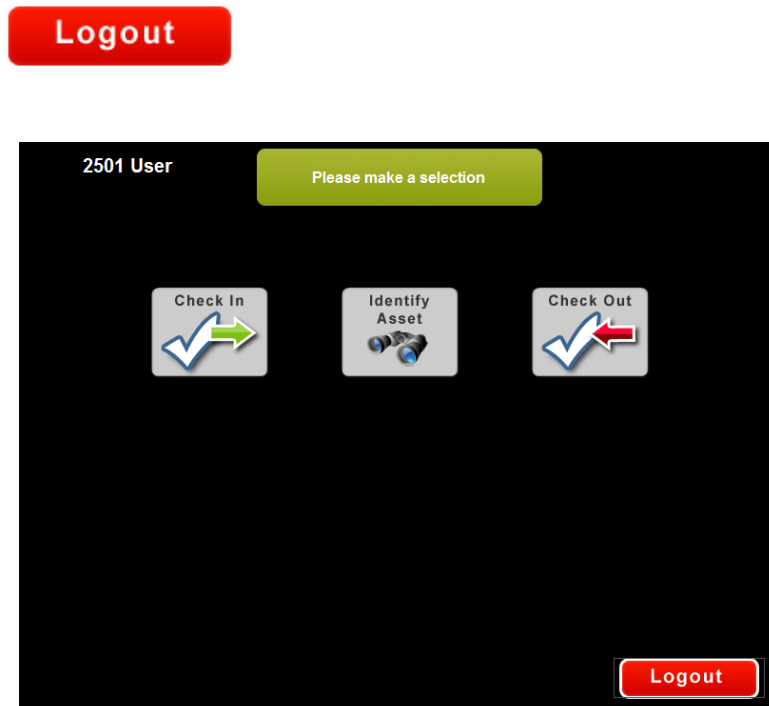 Logout
2501 User
Please make a selection
Check In
Identify
Asset
Check Out
Logout